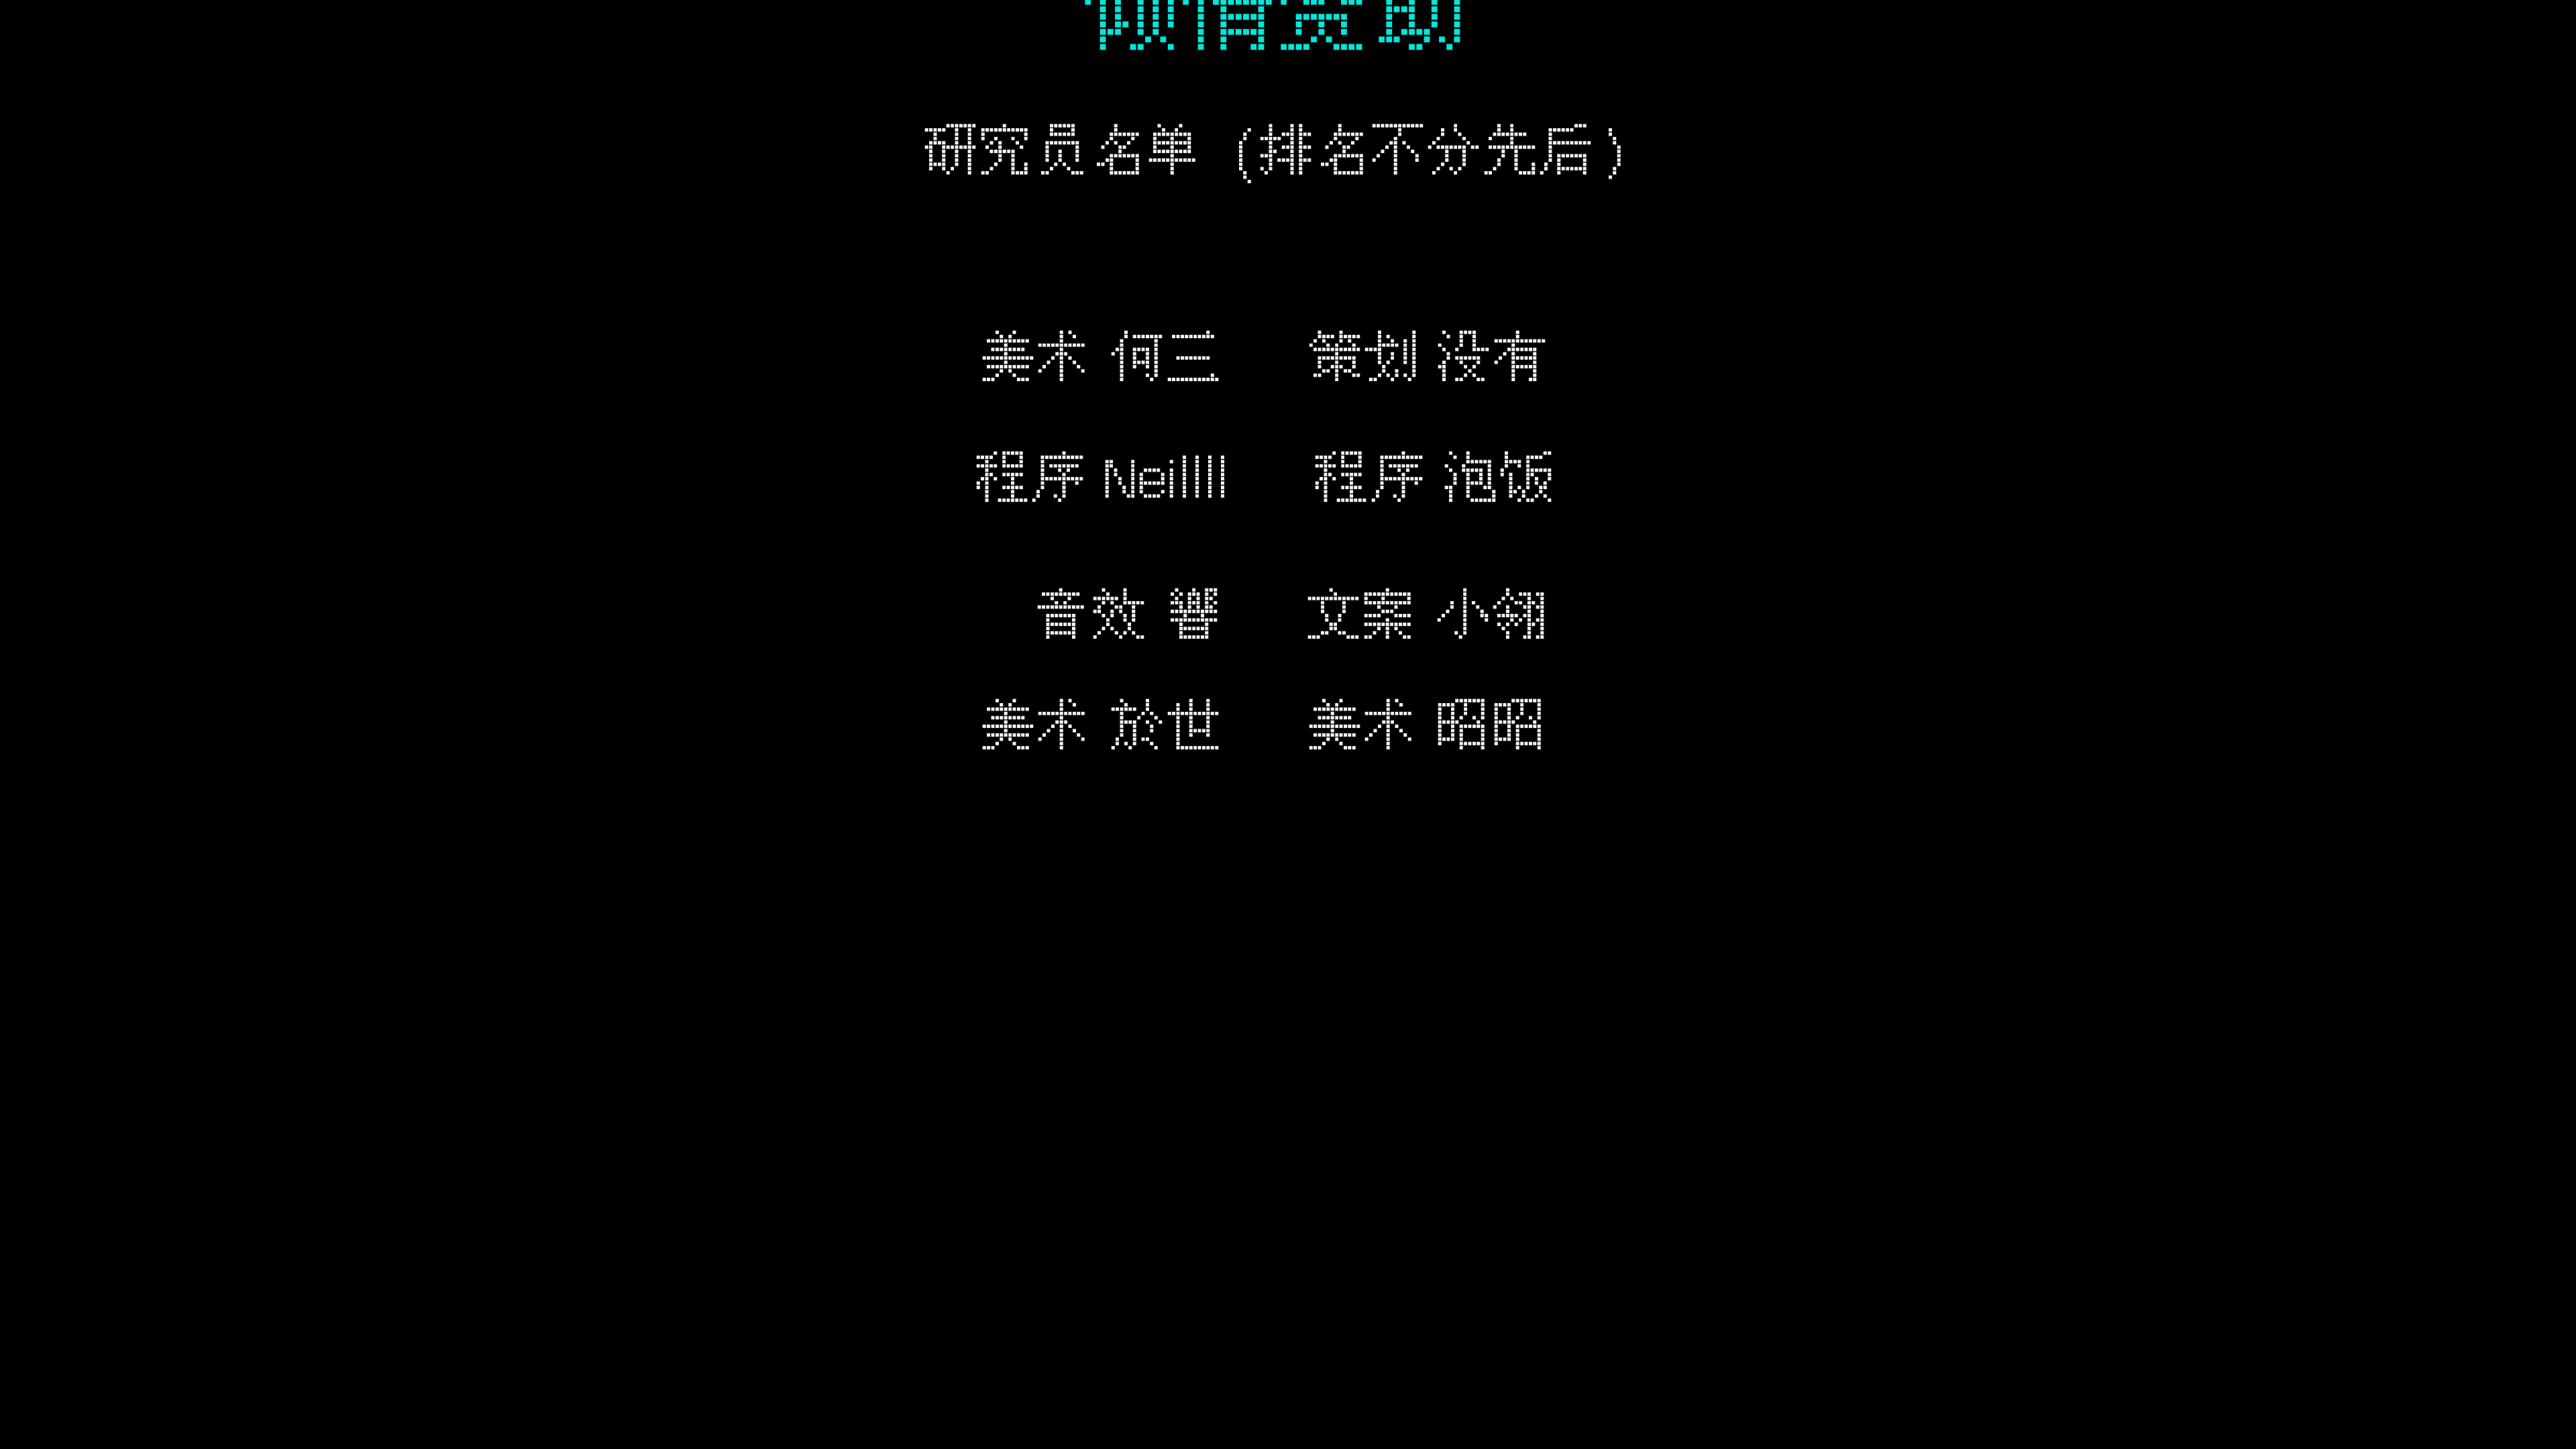 研究员名单（排名不分先后）
美术 何三 策划 没有
程序 Neillll 程序 泡饭
音效 響 文案 小翎
美术 於世 美术 昭昭